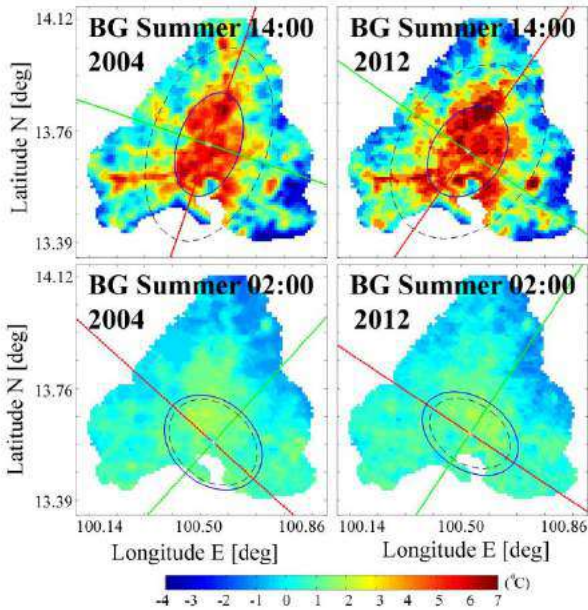 BG Summer 14:00
2004
BG Summer 14:00
2012
14.12
13.76
13.39
Latitude N [deg]
BG Summer 02:00
2004
BG Summer 02:00
2012
14.12
13.76
13.39
Latitude N [deg]
100.14 100.50 100.86 100.14 100.50 100.86
Longitude E [deg] Longitude E [deg]
(°C)
-4 -3 -2 -1 0 1 2 3 4 5 6 7